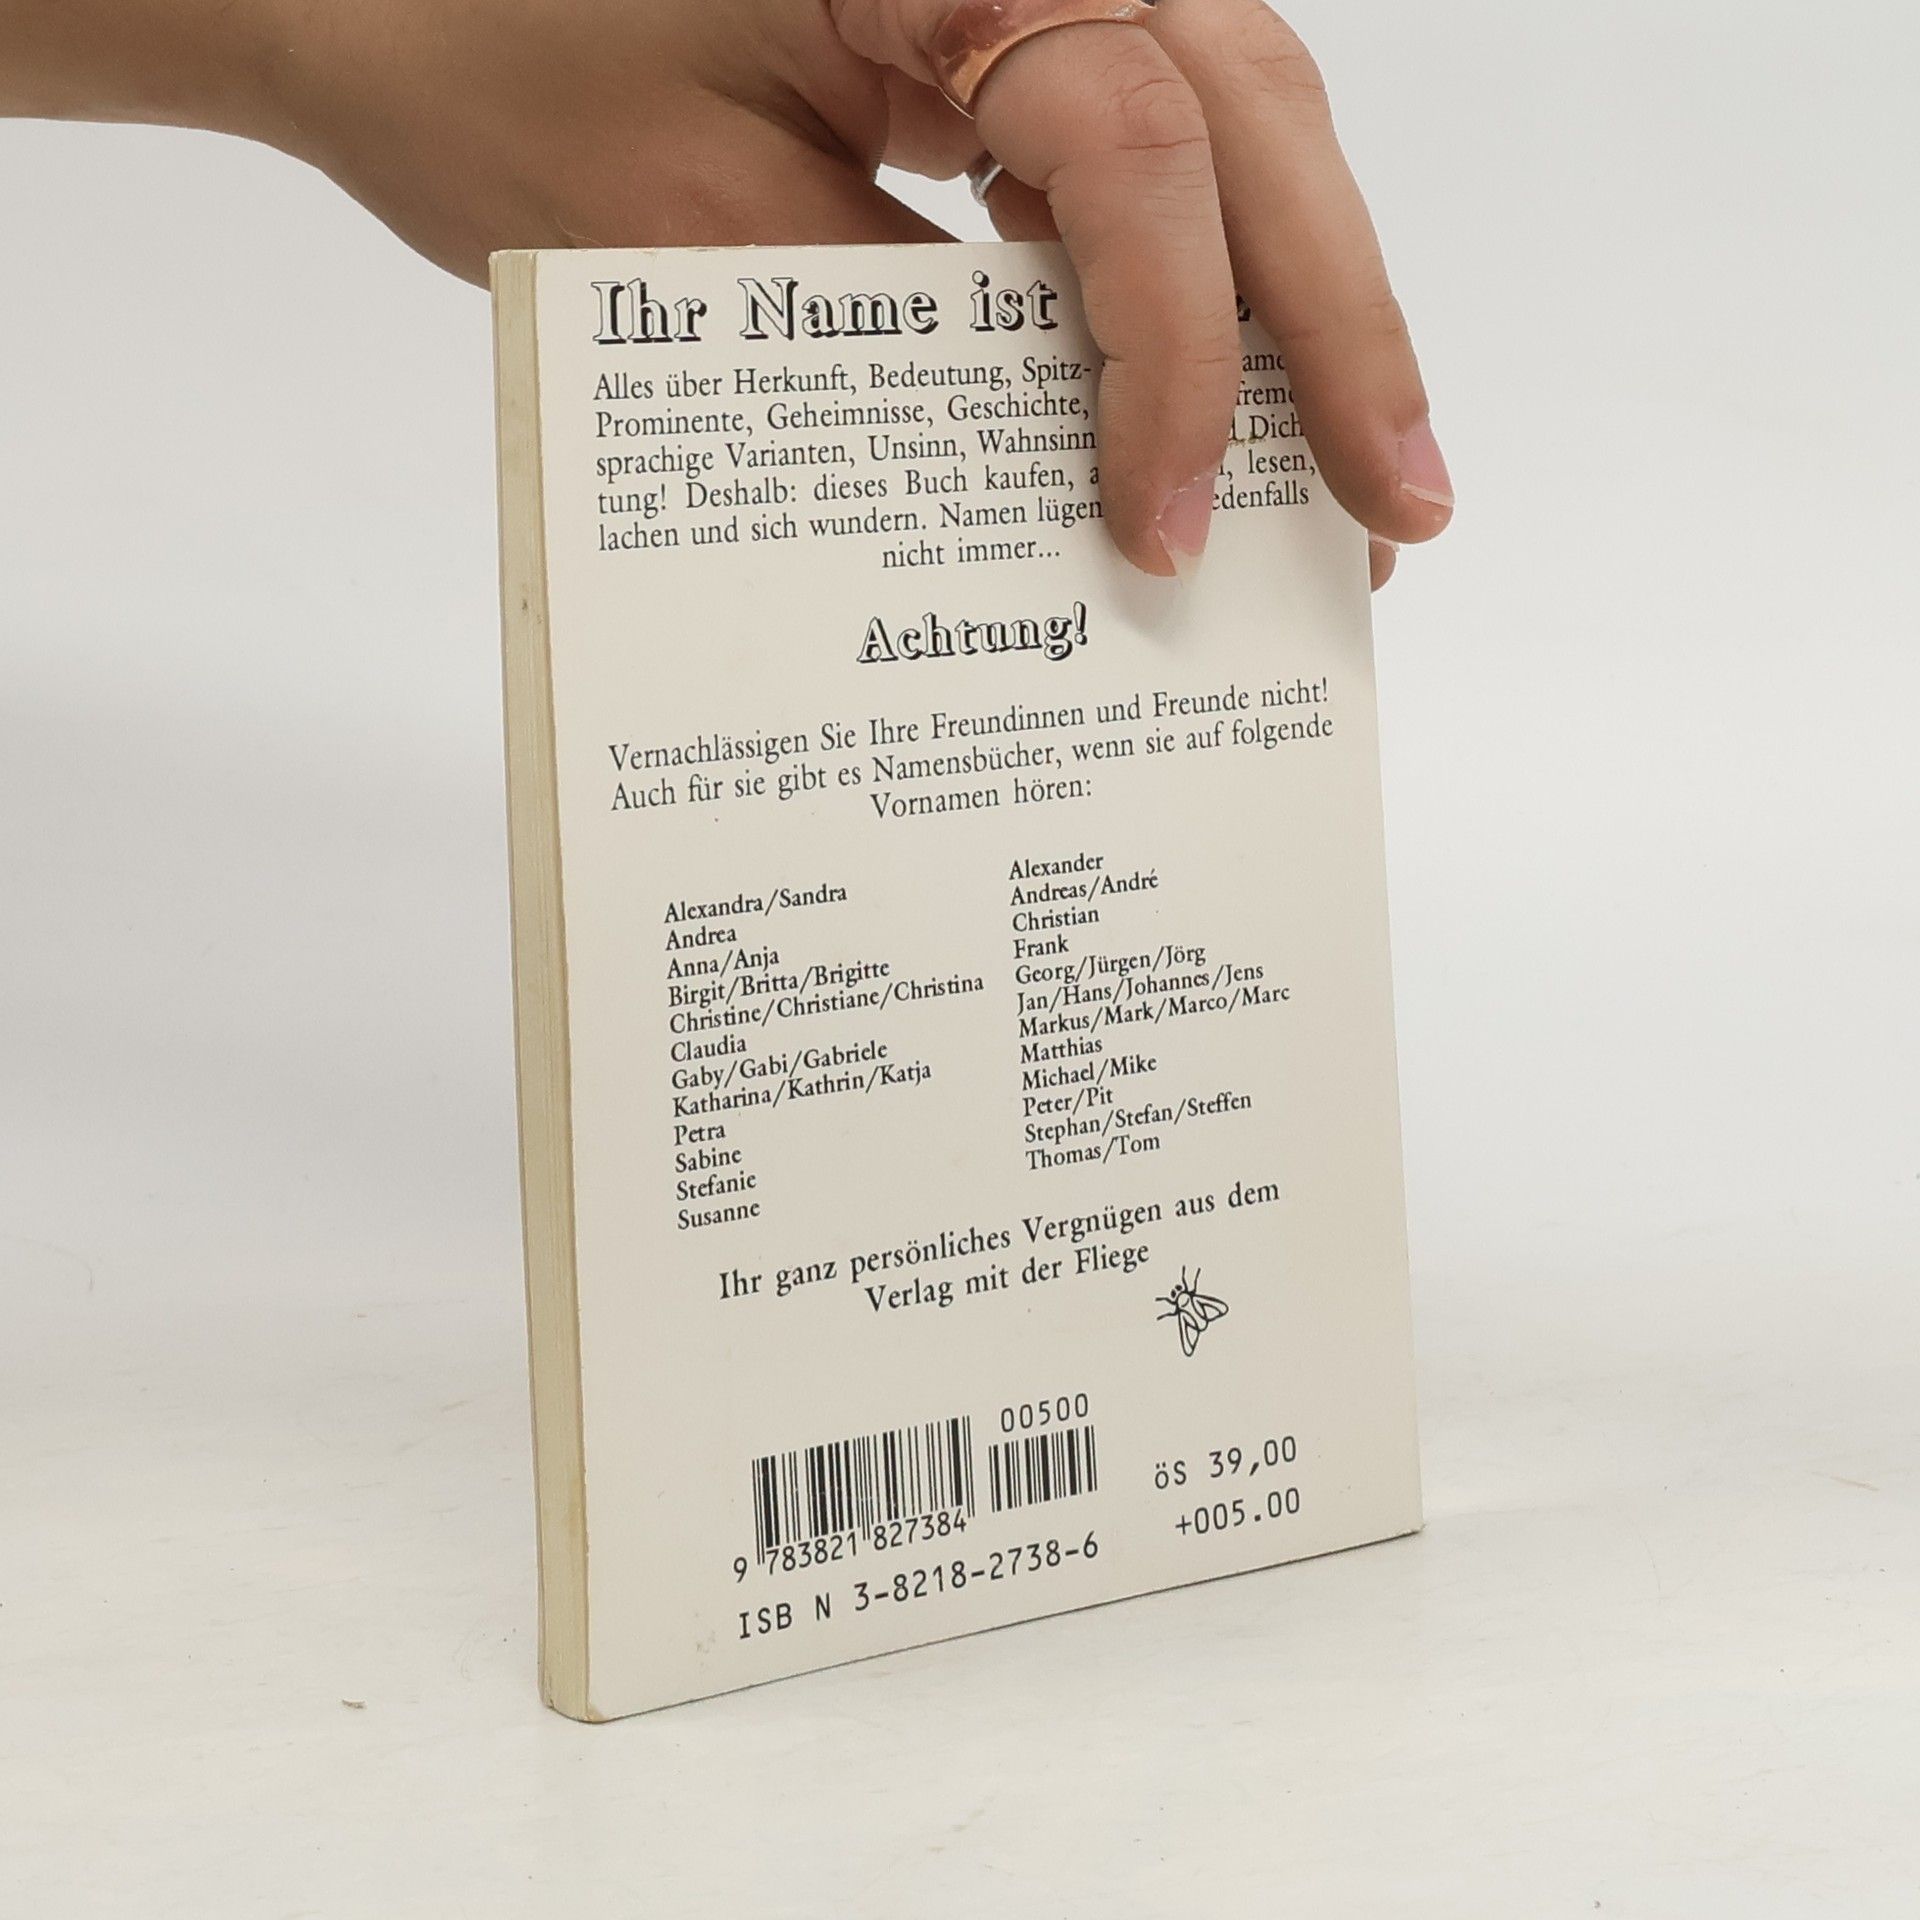 Ihr Name ist
Alles über Herkunft, Bedeutung, Spitz-
Prominente, Geheimnisse, Geschichte,
sprachige Varianten, Unsinn, Wahnsinn Dich
tung! Deshalb: dieses Buch kaufen, lesen,
lachen und sich wundern. Namen lügen
nicht immer...
Achtung!
Vernachlässigen Sie Ihre Freundinnen und Freunde nicht!
Auch für sie gibt es Namensbücher, wenn sie auf folgende
Vornamen hören:
Alexandra/Sandra
Andrea
Anna/Anja
Birgit/Britta/Brigitte
Christine/Christiane/Christina
Claudia
Gaby/Gabi/Gabriele
Katharina/Kathrin/Katja
Petra
Sabine
Stefanie
Susanne
Alexander
Andreas/André
Christian
Frank
Georg/Jürgen/Jörg
Jan/Hans/Johannes/Jens
Markus/Mark/Marco/Marc
Matthias
Michael/Mike
Peter/Pit
Stephan/Stefan/Steffen
Thomas/Tom
Ihr ganz persönliches Vergnügen aus dem
Verlag mit der Fliege
00500
9 783821 827384
ISB N 3-8218-2738-6
öS 39,00
+005.00